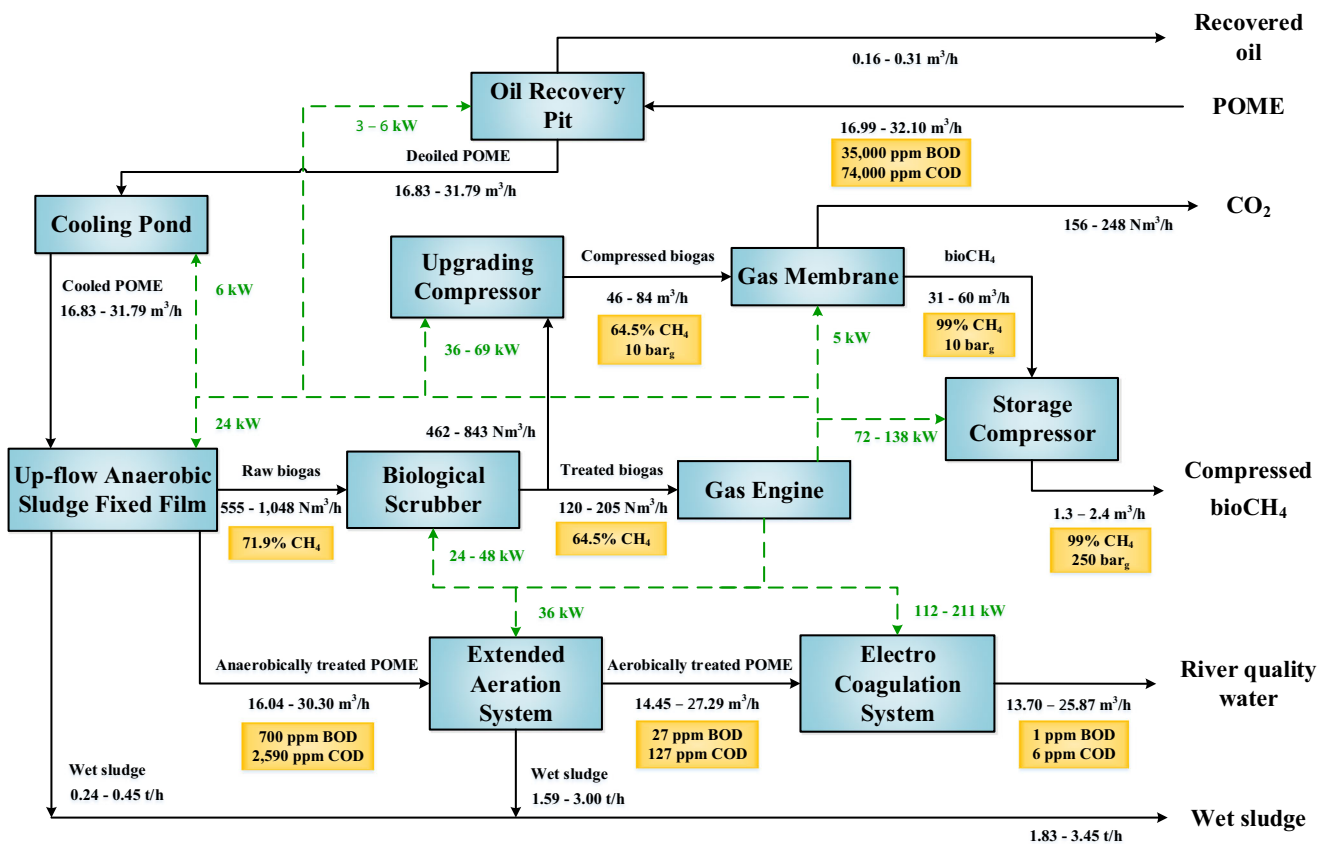 Recovered
oil
0.16 - 0.31 m³/h
Oil Recovery
Pit
POME
3 – 6 kW
16.99 - 32.10 m³/h
35,000 ppm BOD
74,000 ppm COD
Deoiled POME
16.83 - 31.79 m³/h
Cooling Pond
CO₂
156 – 248 Nm³/h
Upgrading
Compressor
Compressed biogas
46 - 84 m³/h
64.5% CH₄
10 bar_g
Gas Membrane
bioCH₄
31 - 60 m³/h
99% CH₄
10 bar_g
Cooled POME
16.83 - 31.79 m³/h
6 kW
36 - 69 kW
5 kW
24 kW
462 - 843 Nm³/h
72 - 138 kW
Storage
Compressor
Up-flow Anaerobic
Sludge Fixed Film
Raw biogas
555 - 1,048 Nm³/h
71.9% CH₄
Biological
Scrubber
Treated biogas
120 - 205 Nm³/h
64.5% CH₄
Gas Engine
Compressed
bioCH₄
1.3 – 2.4 m³/h
99% CH₄
250 bar_g
24 - 48 kW
36 kW
112 - 211 kW
Anaerobically treated POME
16.04 - 30.30 m³/h
700 ppm BOD
2,590 ppm COD
Extended
Aeration
System
Aerobically treated POME
14.45 – 27.29 m³/h
27 ppm BOD
127 ppm COD
Electro
Coagulation
System
River quality
water
13.70 – 25.87 m³/h
1 ppm BOD
6 ppm COD
Wet sludge
0.24 - 0.45 t/h
Wet sludge
1.59 - 3.00 t/h
Wet sludge
1.83 - 3.45 t/h